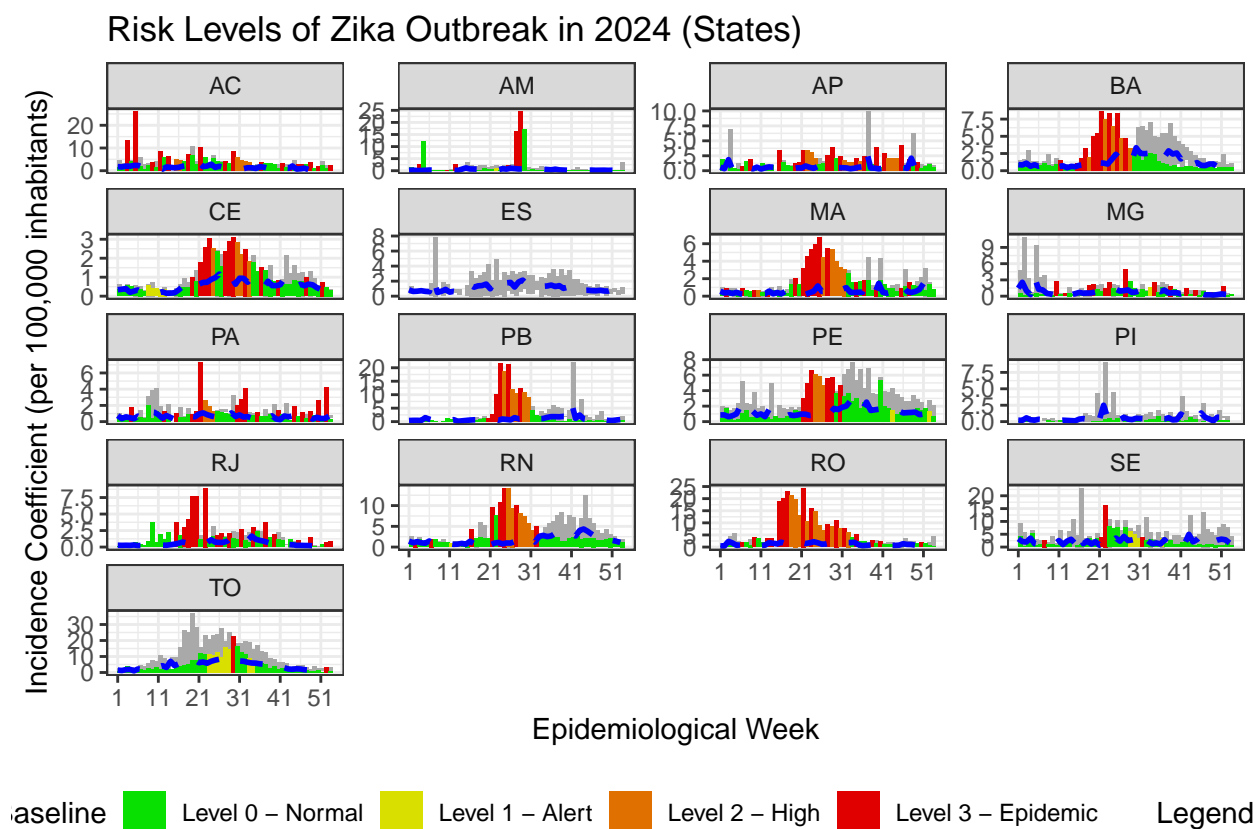 Risk Levels of Zika Outbreak in 2024 (States)
Incidence Coefficient (per 100,000 inhabitants)
AC AM AP BA
20 10 0
25 20 15 10 5 0
10.0 7.5 5.0 2.5 0.0
7.5 5.0 2.5 0.0
CE ES MA MG
3 2 1 0
8 6 4 2 0
6 4 2 0
9 6 3 0
PA PB PE PI
6 4 2 0
20 15 10 5 0
8 6 4 2 0
7.5 5.0 2.5 0.0
RJ RN RO SE
7.5 5.0 2.5 0.0
10 5 0
25 20 15 10 5 0
20 15 10 5 0
1 11 21 31 41 51
1 11 21 31 41 51
1 11 21 31 41 51
TO
30 20 10 0
1 11 21 31 41 51
Epidemiological Week
aseline Level 0 – Normal Level 1 – Alert Level 2 – High Level 3 – Epidemic Legend